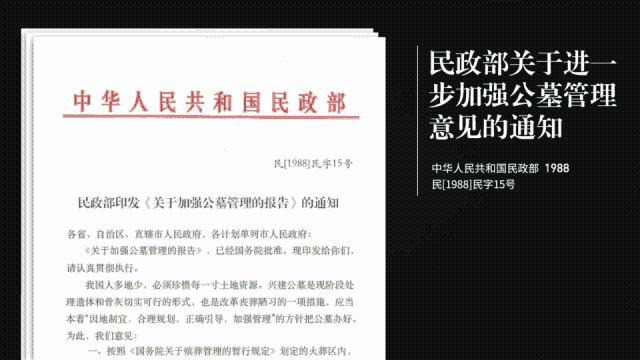 中华人民共和国民政部
民[1988]民字15号
民政部印发《关于加强公墓管理的报告》的通知
各省、自治区、直辖市人民政府，各计划单列市人民政府：
《关于加强公墓管理的报告》，已经国务院批准。现印发给你们，
请认真贯彻执行。
我国人多地少，必须珍惜每一寸土地资源。兴建公墓是现阶段处
理遗体和骨灰切实可行的形式，也是改革丧葬陋习的一项措施，应当
本着“因地制宜，合理规划，正确引导，加强管理”的方针把公墓办好。
为此，我们意见：
一、按照《国务院关于殡葬管理的暂行规定》划定的火葬区内，
民政部关于进一
步加强公墓管理
意见的通知
中华人民共和国民政部 1988
民[1988]民字15号